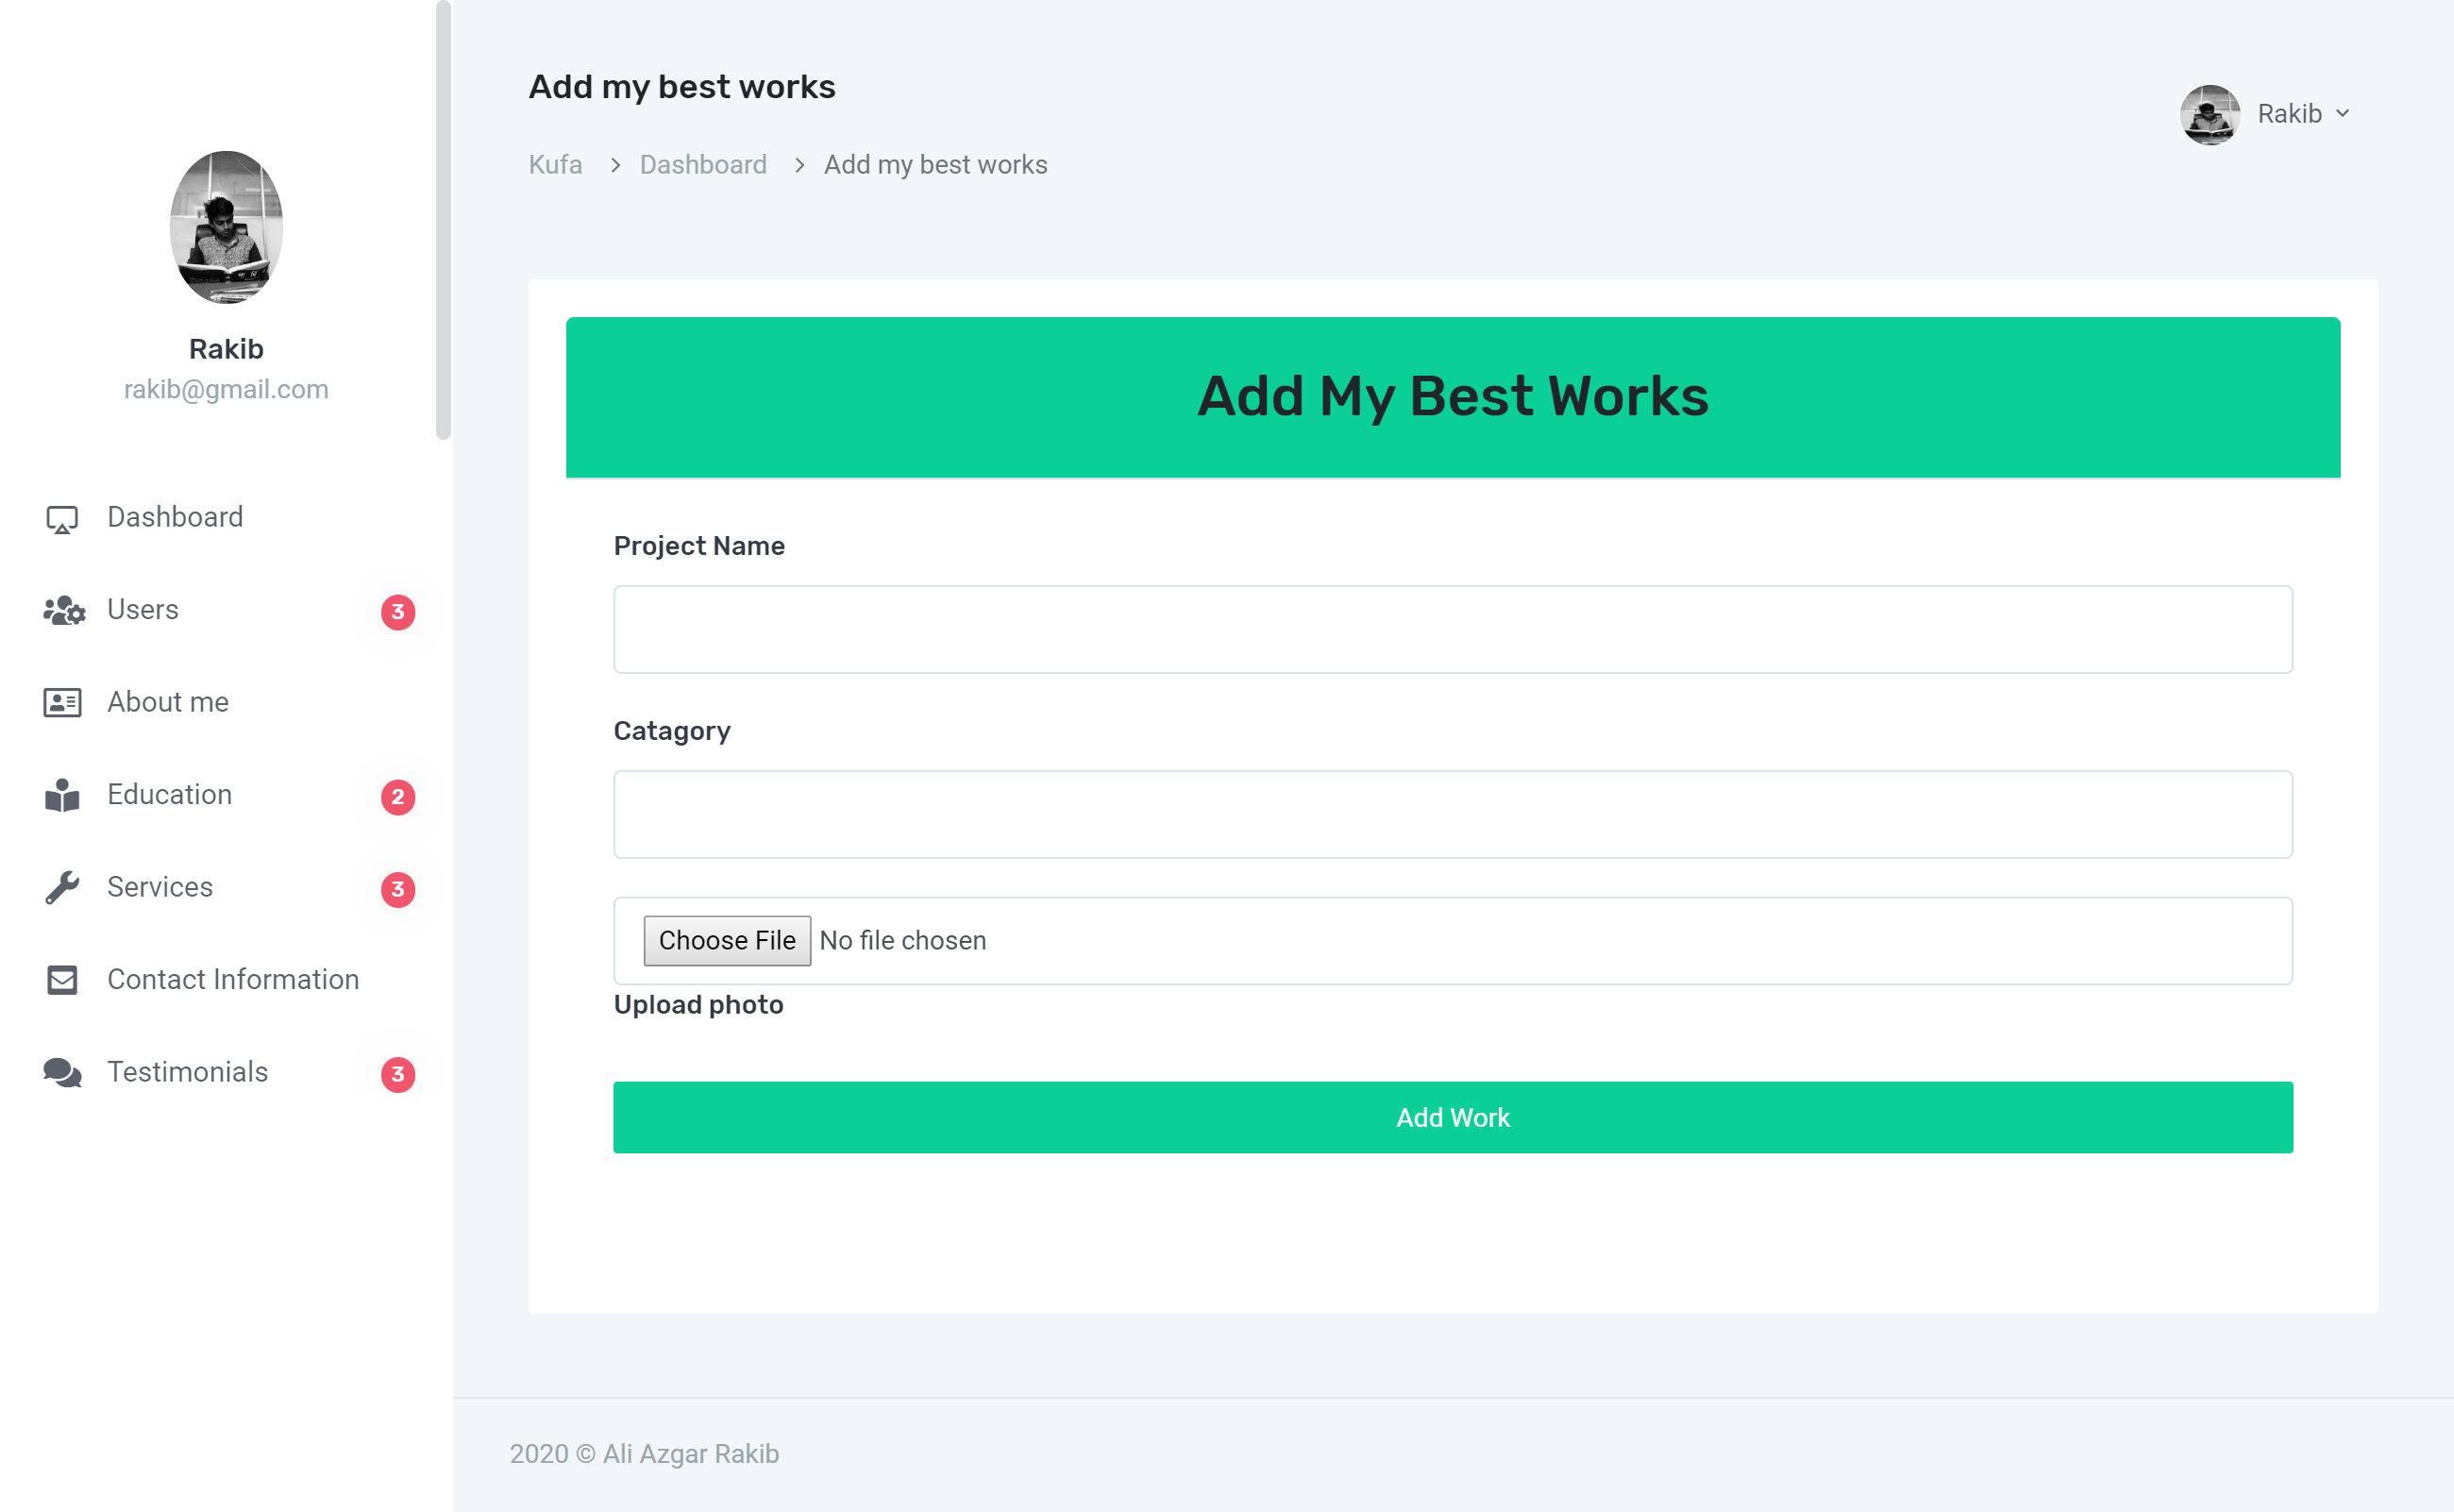 Rakib
rakib@gmail.com
Dashboard
Users 3
About me
Education 2
Services 3
Contact Information
Testimonials 3
Add my best works
Kufa > Dashboard > Add my best works
Rakib
Add My Best Works
Project Name
Catagory
Choose File No file chosen
Upload photo
Add Work
2020 © Ali Azgar Rakib